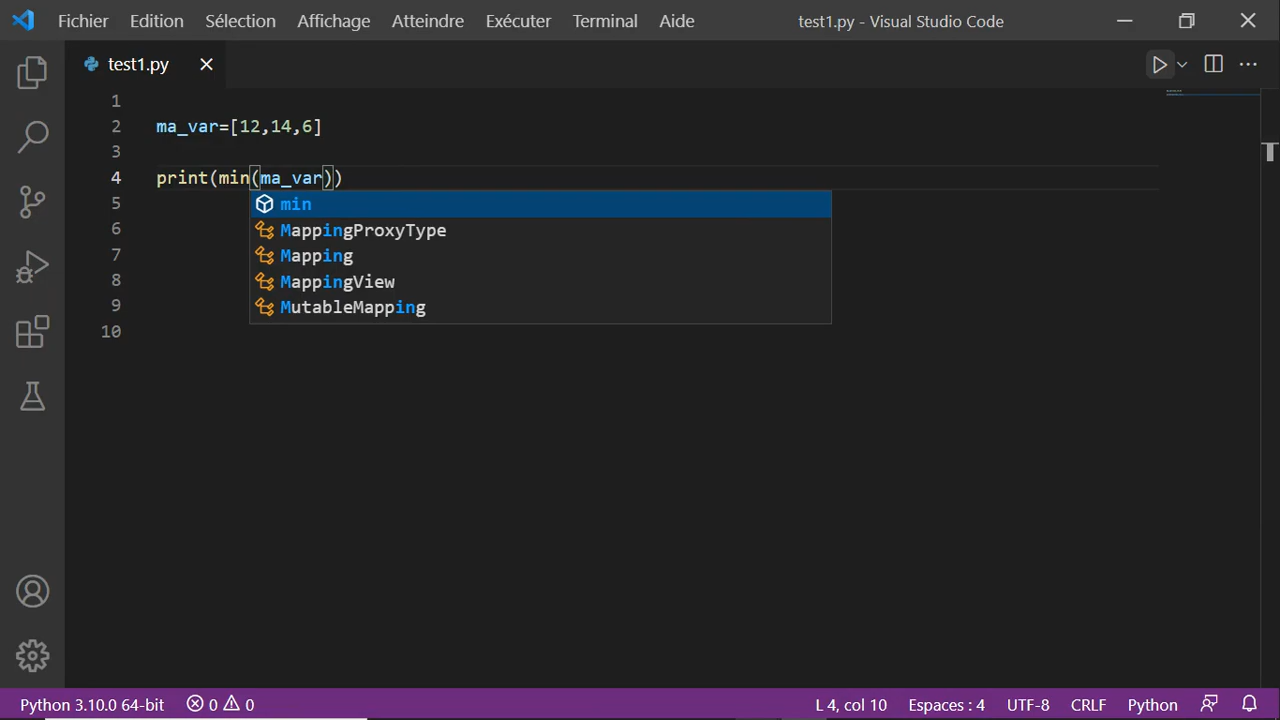 Fichier Edition Sélection Affichage Atteindre Exécuter Terminal Aide test1.py - Visual Studio Code
test1.py
1
2 ma_var=[12,14,6]
3
4 print(min(ma_var))
5 min
6 MappingProxyType
7 Mapping
8 MappingView
9 MutableMapping
10
Python 3.10.0 64-bit 0 0 L 4, col 10 Espaces : 4 UTF-8 CRLF Python